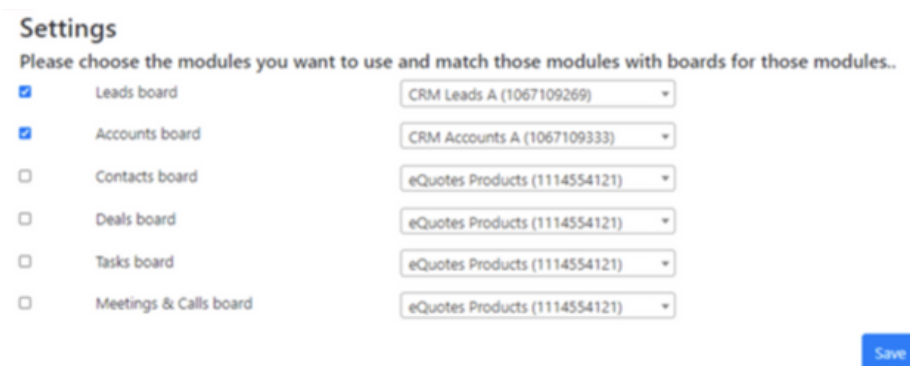 Settings
Please choose the modules you want to use and match those modules with boards for those modules..
Leads board CRM Leads A (1067109269)
Accounts board CRM Accounts A (1067109333)
Contacts board eQuotes Products (1114554121)
Deals board eQuotes Products (1114554121)
Tasks board eQuotes Products (1114554121)
Meetings & Calls board eQuotes Products (1114554121)
Save